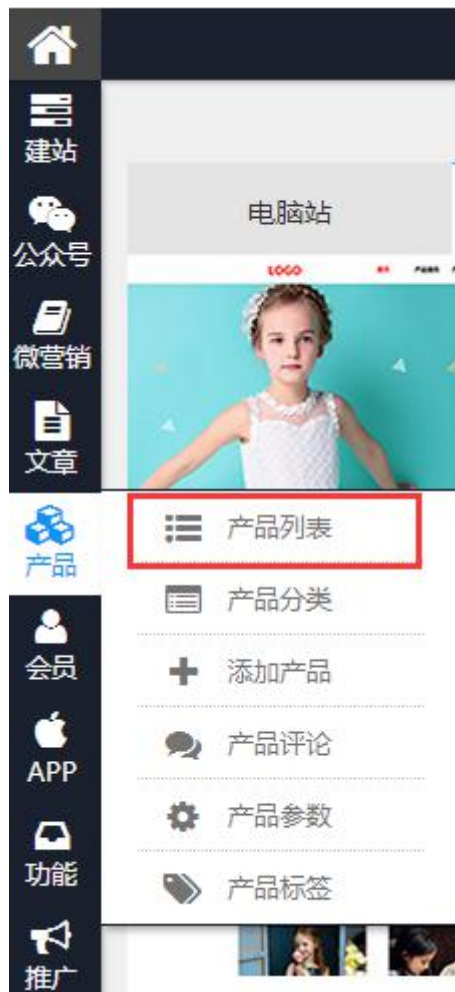 建站
公众号
微营销
文章
产品
会员
APP
功能
推广
电脑站
LOGO
产品列表
产品分类
添加产品
产品评论
产品参数
产品标签